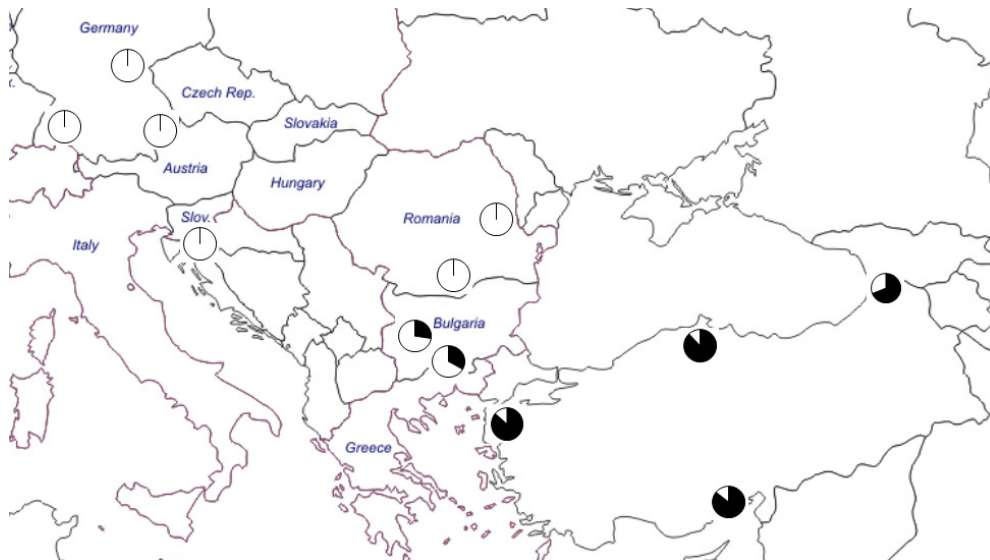 Germany
Czech Rep.
Slovakia
Austria
Hungary
Slov.
Romania
Italy
Bulgaria
Greece